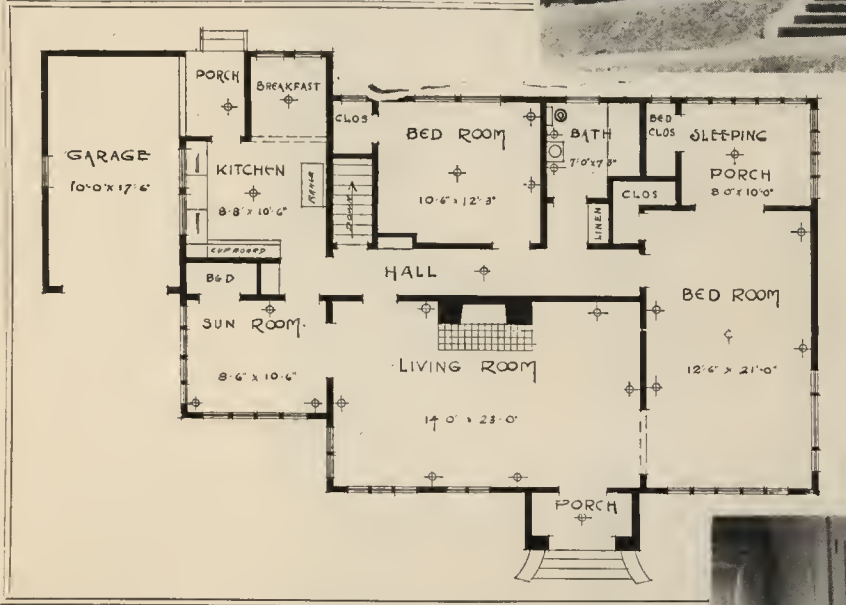 PORCH
BREAKFAST
CLOS
BED ROOM
10'-6" x 12'-3"
BATH
7'-0" x 7'-8"
BED
CLOS
SLEEPING
PORCH
8'-0" x 10'-0"
GARAGE
10'-0" x 17'-6"
KITCHEN
8'-8" x 10'-6"
RANGE
DOWN
CLOS
LINEN
CUPBOARD
BED
HALL
BED ROOM
12'-6" x 21'-0"
SUN ROOM
8'-6" x 10'-6"
LIVING ROOM
14'-0" x 23'-0"
PORCH